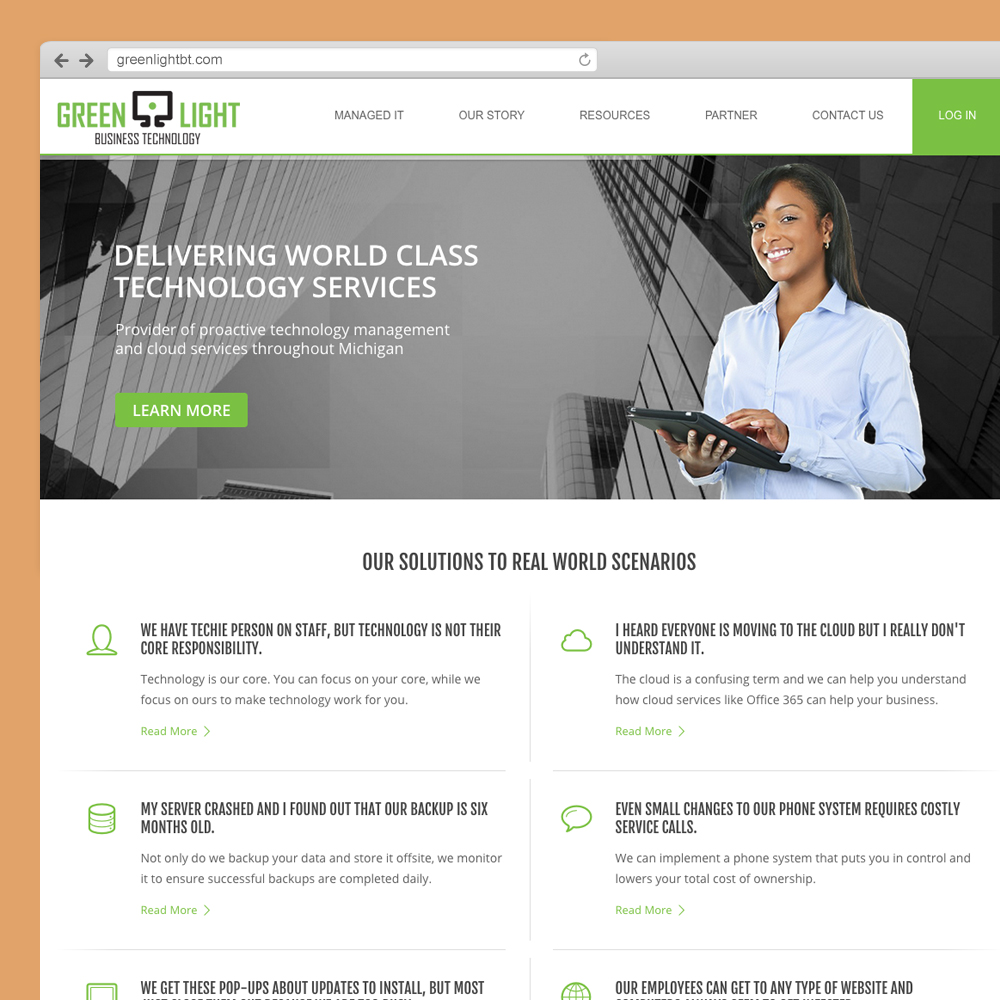 greenlightbt.com
GREEN LIGHT
BUSINESS TECHNOLOGY
MANAGED IT
OUR STORY
RESOURCES
PARTNER
CONTACT US
LOG IN
DELIVERING WORLD CLASS
TECHNOLOGY SERVICES
Provider of proactive technology management
and cloud services throughout Michigan
LEARN MORE
OUR SOLUTIONS TO REAL WORLD SCENARIOS
WE HAVE TECHIE PERSON ON STAFF, BUT TECHNOLOGY IS NOT THEIR
CORE RESPONSIBILITY.
Technology is our core. You can focus on your core, while we
focus on ours to make technology work for you.
Read More
I HEARD EVERYONE IS MOVING TO THE CLOUD BUT I REALLY DON'T
UNDERSTAND IT.
The cloud is a confusing term and we can help you understand
how cloud services like Office 365 can help your business.
Read More
MY SERVER CRASHED AND I FOUND OUT THAT OUR BACKUP IS SIX
MONTHS OLD.
Not only do we backup your data and store it offsite, we monitor
it to ensure successful backups are completed daily.
Read More
EVEN SMALL CHANGES TO OUR PHONE SYSTEM REQUIRES COSTLY
SERVICE CALLS.
We can implement a phone system that puts you in control and
lowers your total cost of ownership.
Read More
WE GET THESE POP-UPS ABOUT UPDATES TO INSTALL, BUT MOST
OUR EMPLOYEES CAN GET TO ANY TYPE OF WEBSITE AND